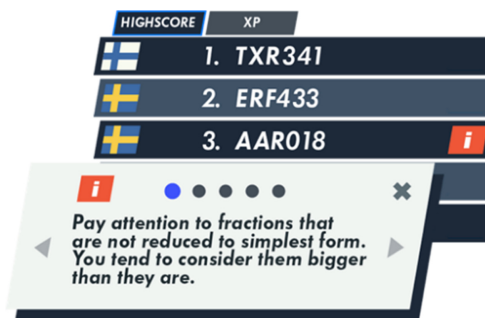 HIGHSCORE XP
1. TXR341
2. ERF433
3. AAR018
i
i
Pay attention to fractions that
are not reduced to simplest form.
You tend to consider them bigger
than they are.